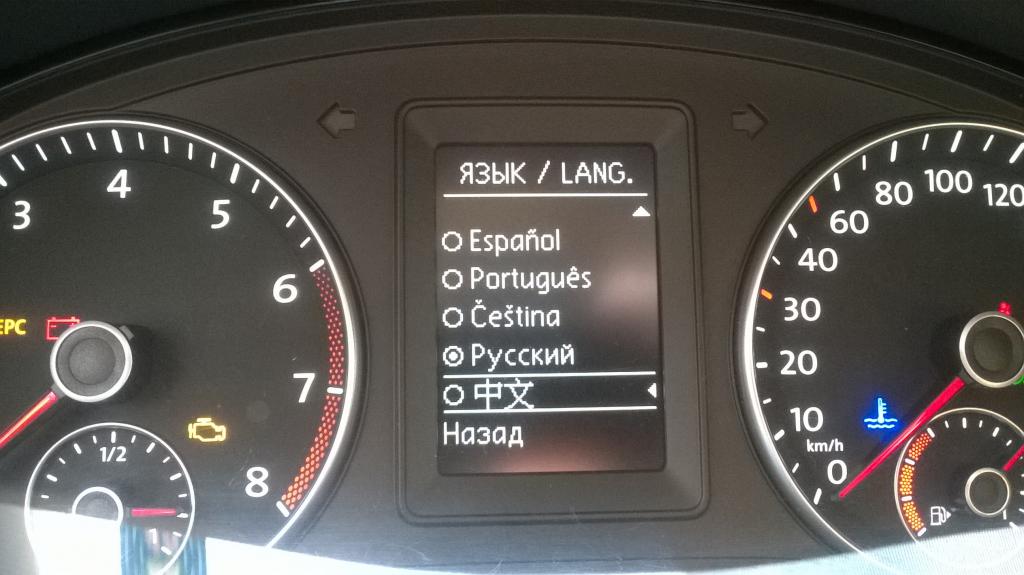 ЯЗЫК / LANG.
Español
Português
Čeština
Русский
中文
Назад
3
4
5
6
7
8
EPC
1/2
0
10
20
30
40
60
80
100
120
km/h